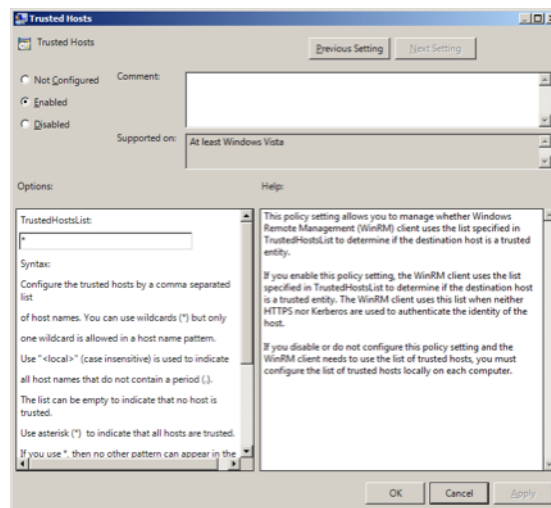 Trusted Hosts
Trusted Hosts
Previous Setting
Next Setting
Not Configured
Comment:
Enabled
Disabled
Supported on:
At least Windows Vista
Options:
Help:
TrustedHostsList:
*
Syntax:
Configure the trusted hosts by a comma separated
list
of host names. You can use wildcards (*) but only
one wildcard is allowed in a host name pattern.
Use "<local>" (case insensitive) is used to indicate
all host names that do not contain a period (.).
The list can be empty to indicate that no host is
trusted.
Use asterisk (*) to indicate that all hosts are trusted.
If you use *, then no other pattern can appear in the
This policy setting allows you to manage whether Windows
Remote Management (WinRM) client uses the list specified in
TrustedHostsList to determine if the destination host is a trusted
entity.
If you enable this policy setting, the WinRM client uses the list
specified in TrustedHostsList to determine if the destination host
is a trusted entity. The WinRM client uses this list when neither
HTTPS nor Kerberos are used to authenticate the identity of the
host.
If you disable or do not configure this policy setting and the
WinRM client needs to use the list of trusted hosts, you must
configure the list of trusted hosts locally on each computer.
OK
Cancel
Apply